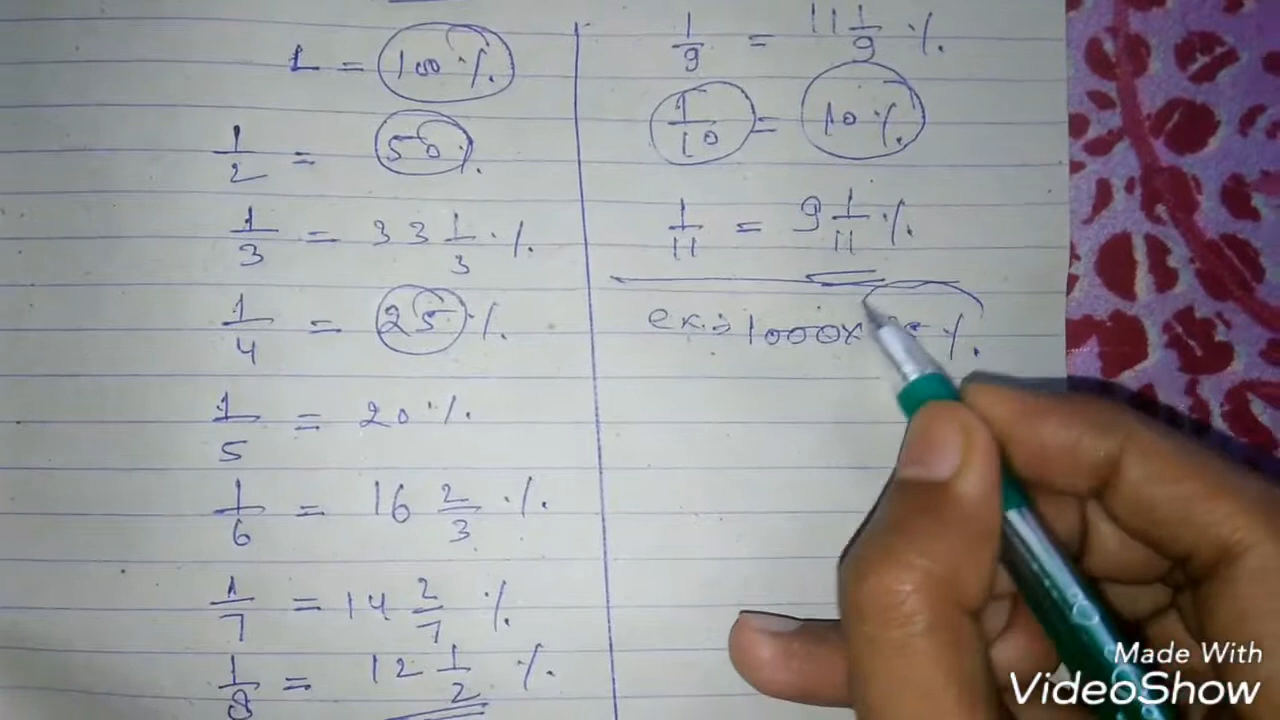 1 = 100 %
1/2 = 50 %
1/3 = 33 1/3 %
1/4 = 25 %
1/5 = 20 %
1/6 = 16 2/3 %
1/7 = 14 2/7 %
1/8 = 12 1/2 %
1/9 = 11 1/9 %
1/10 = 10 %
1/11 = 9 1/11 %
ex:→ 1000x %
Made With
VideoShow